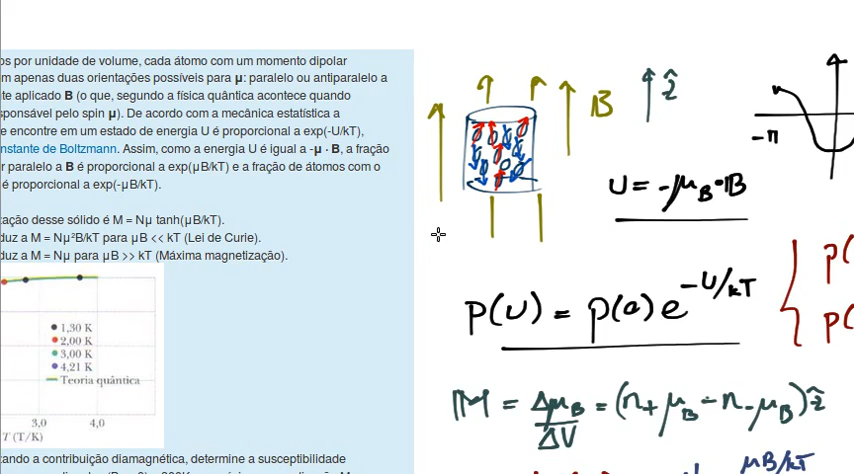 os por unidade de volume, cada átomo com um momento dipolar
m apenas duas orientações possíveis para μ: paralelo ou antiparalelo a
te aplicado B (o que, segundo a física quântica acontece quando
sponsável pelo spin μ). De acordo com a mecânica estatística a
e encontre em um estado de energia U é proporcional a exp(-U/kT),
nstante de Boltzmann. Assim, como a energia U é igual a -μ · B, a fração
r paralelo a B é proporcional a exp(μB/kT) e a fração de átomos com o
é proporcional a exp(-μB/kT).
zação desse sólido é M = Nμ tanh(μB/kT).
duz a M = Nμ²B/kT para μB << kT (Lei de Curie).
duz a M = Nμ para μB >> kT (Máxima magnetização).
1,30 K
2,00 K
3,00 K
4,21 K
Teoria quântica
3,0 4,0
T (T/K)
tando a contribuição diamagnética, determine a susceptibilidade
B ẑ
-π
U = -μ_B · B
P(U) = P(0) e^{-U/kT}
p(
p(
M = Δμ_B/ΔV = (n+ μ_B - n- μ_B) ẑ
μB/kT